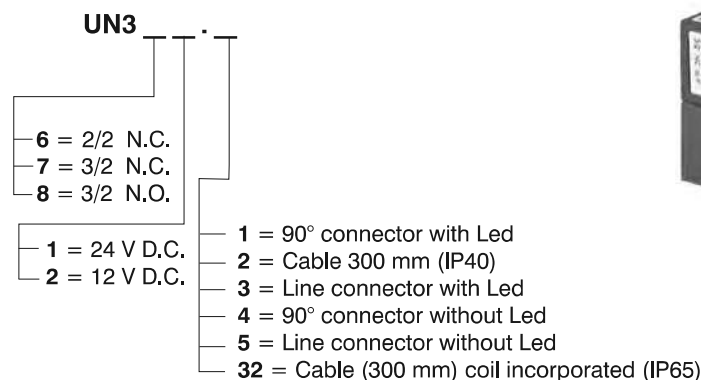 UN3 _ _ . _
6 = 2/2 N.C.
7 = 3/2 N.C.
8 = 3/2 N.O.
1 = 24 V D.C.
2 = 12 V D.C.
1 = 90° connector with Led
2 = Cable 300 mm (IP40)
3 = Line connector with Led
4 = 90° connector without Led
5 = Line connector without Led
32 = Cable (300 mm) coil incorporated (IP65)